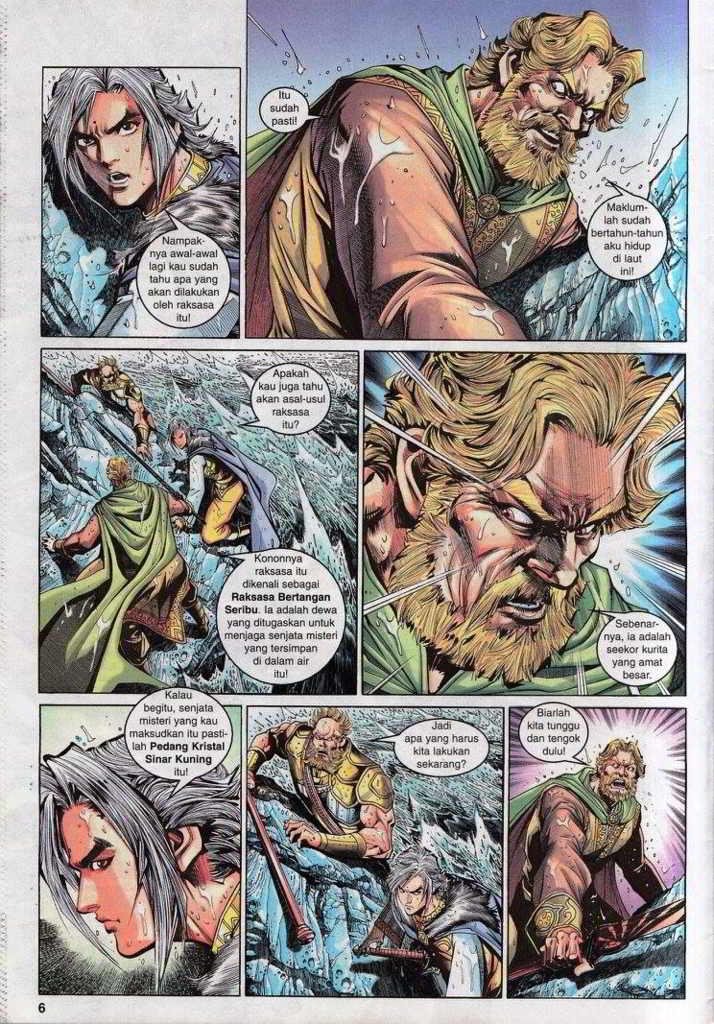 Nampak-
nya awal-awal
lagi kau sudah
tahu apa yang
akan dilakukan
oleh raksasa
itu!
Itu
sudah
pasti!
Maklum-
lah sudah
bertahun-tahun
aku hidup
di laut
ini!
Apakah
kau juga tahu
akan asal-usul
raksasa
itu?
Kononnya
raksasa itu
dikenali sebagai
Raksasa Bertangan
Seribu. Ia adalah dewa
yang ditugaskan untuk
menjaga senjata misteri
yang tersimpan
di dalam air
itu!
Sebenar-
nya, ia adalah
seekor kurita
yang amat
besar.
Kalau
begitu, senjata
misteri yang kau
maksudkan itu pasti-
lah Pedang Kristal
Sinar Kuning
itu!
Jadi
apa yang harus
kita lakukan
sekarang?
Biarlah
kita tunggu
dan tengok
dulu!
6